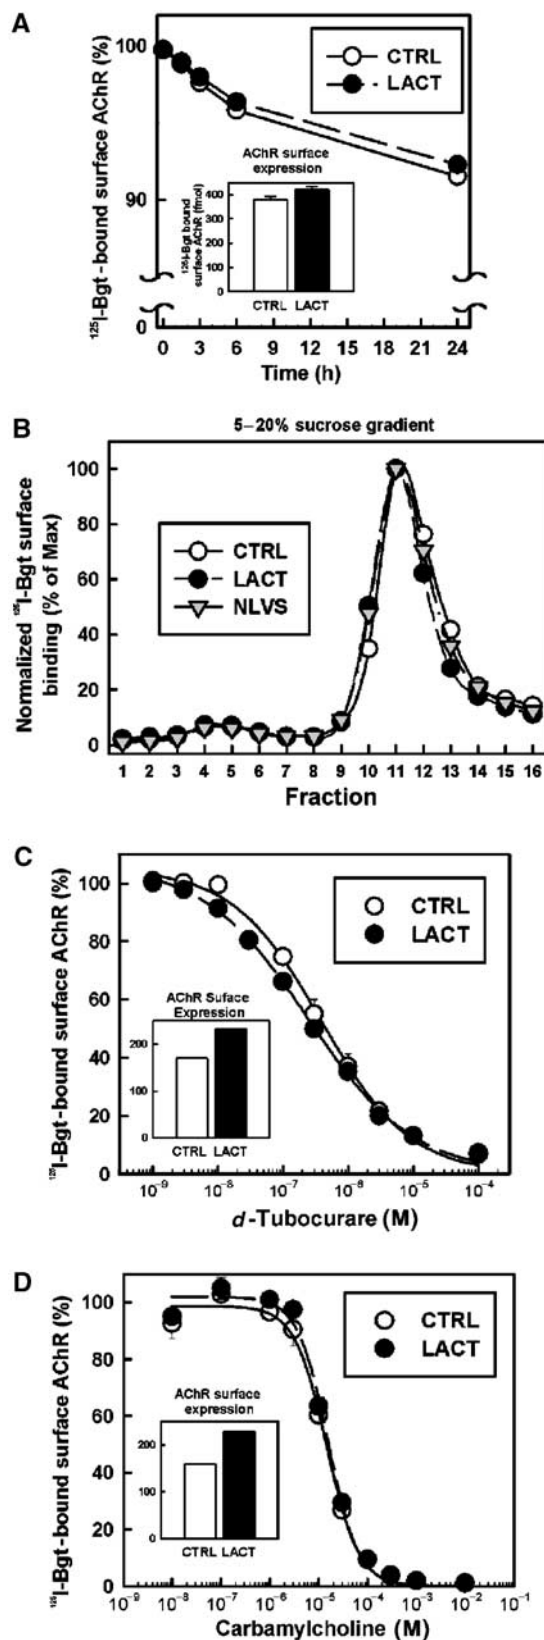 A
¹²⁵I-Bgt-bound surface AChR (%)
100
90
0
CTRL
LACT
AChR surface
expression
¹²⁵I-Bgt bound
surface AChR (fmol)
400
300
200
100
0
CTRL LACT
0 3 6 9 12 15 18 21 24
Time (h)
B
5–20% sucrose gradient
Normalized ¹²⁵I-Bgt surface
binding (% of Max)
100
80
60
40
20
0
CTRL
LACT
NLVS
1 2 3 4 5 6 7 8 9 10 11 12 13 14 15 16
Fraction
C
¹²⁵I-Bgt-bound surface AChR (%)
100
80
60
40
20
0
CTRL
LACT
AChR Suface
Expression
200
100
0
CTRL LACT
10⁻⁹ 10⁻⁸ 10⁻⁷ 10⁻⁶ 10⁻⁵ 10⁻⁴
d-Tubocurare (M)
D
¹²⁵I-Bgt-bound surface AChR (%)
100
80
60
40
20
0
CTRL
LACT
AChR surface
expression
200
100
0
CTRL LACT
10⁻⁹ 10⁻⁸ 10⁻⁷ 10⁻⁶ 10⁻⁵ 10⁻⁴ 10⁻³ 10⁻² 10⁻¹
Carbamylcholine (M)